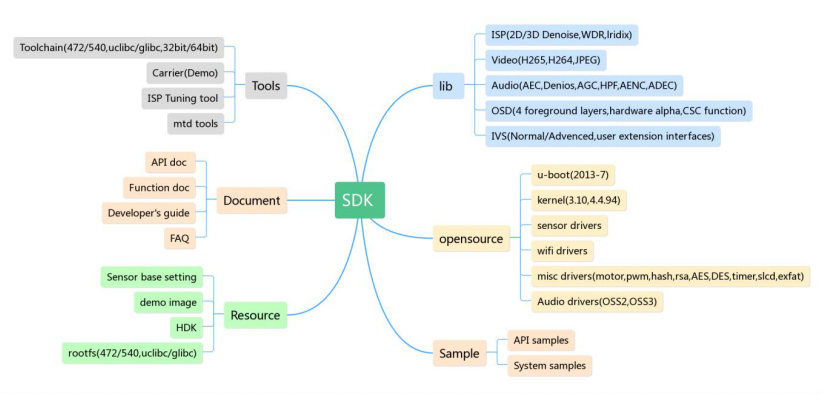 SDK
Tools
Toolchain(472/540,uclibc/glibc,32bit/64bit)
Carrier(Demo)
ISP Tuning tool
mtd tools
Document
API doc
Function doc
Developer's guide
FAQ
Resource
Sensor base setting
demo image
HDK
rootfs(472/540,uclibc/glibc)
lib
ISP(2D/3D Denoise,WDR,lridix)
Video(H265,H264,JPEG)
Audio(AEC,Denios,AGC,HPF,AENC,ADEC)
OSD(4 foreground layers,hardware alpha,CSC function)
IVS(Normal/Advenced,user extension interfaces)
opensource
u-boot(2013-7)
kernel(3.10,4.4.94)
sensor drivers
wifi drivers
misc drivers(motor,pwm,hash,rsa,AES,DES,timer,slcd,exfat)
Audio drivers(OSS2,OSS3)
Sample
API samples
System samples